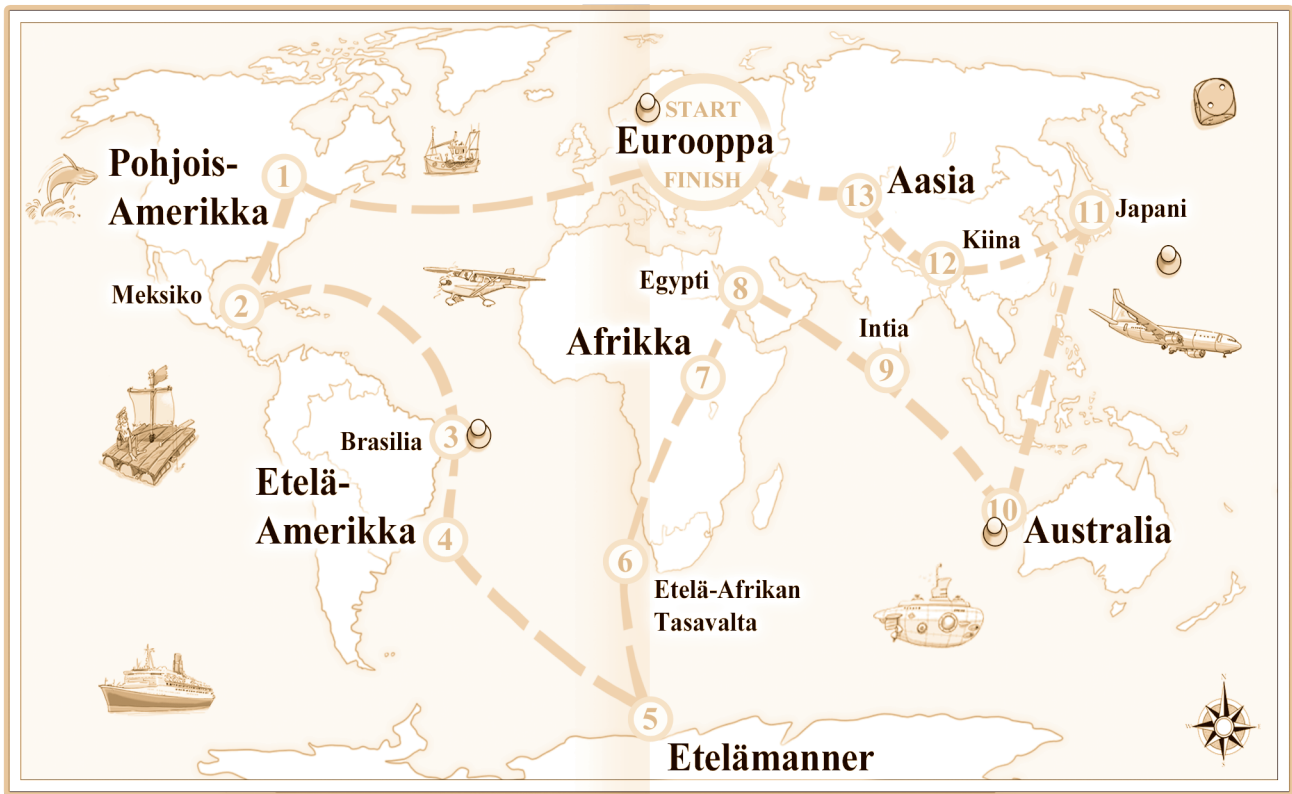 START
Eurooppa
FINISH
Pohjois-
Amerikka
1
Meksiko
2
Brasilia
3
Etelä-
Amerikka
4
5
Etelämanner
6
Etelä-Afrikan
Tasavalta
Afrikka
7
Egypti
8
Intia
9
10
Australia
11
Japani
Kiina
12
13
Aasia
N
W
E
S